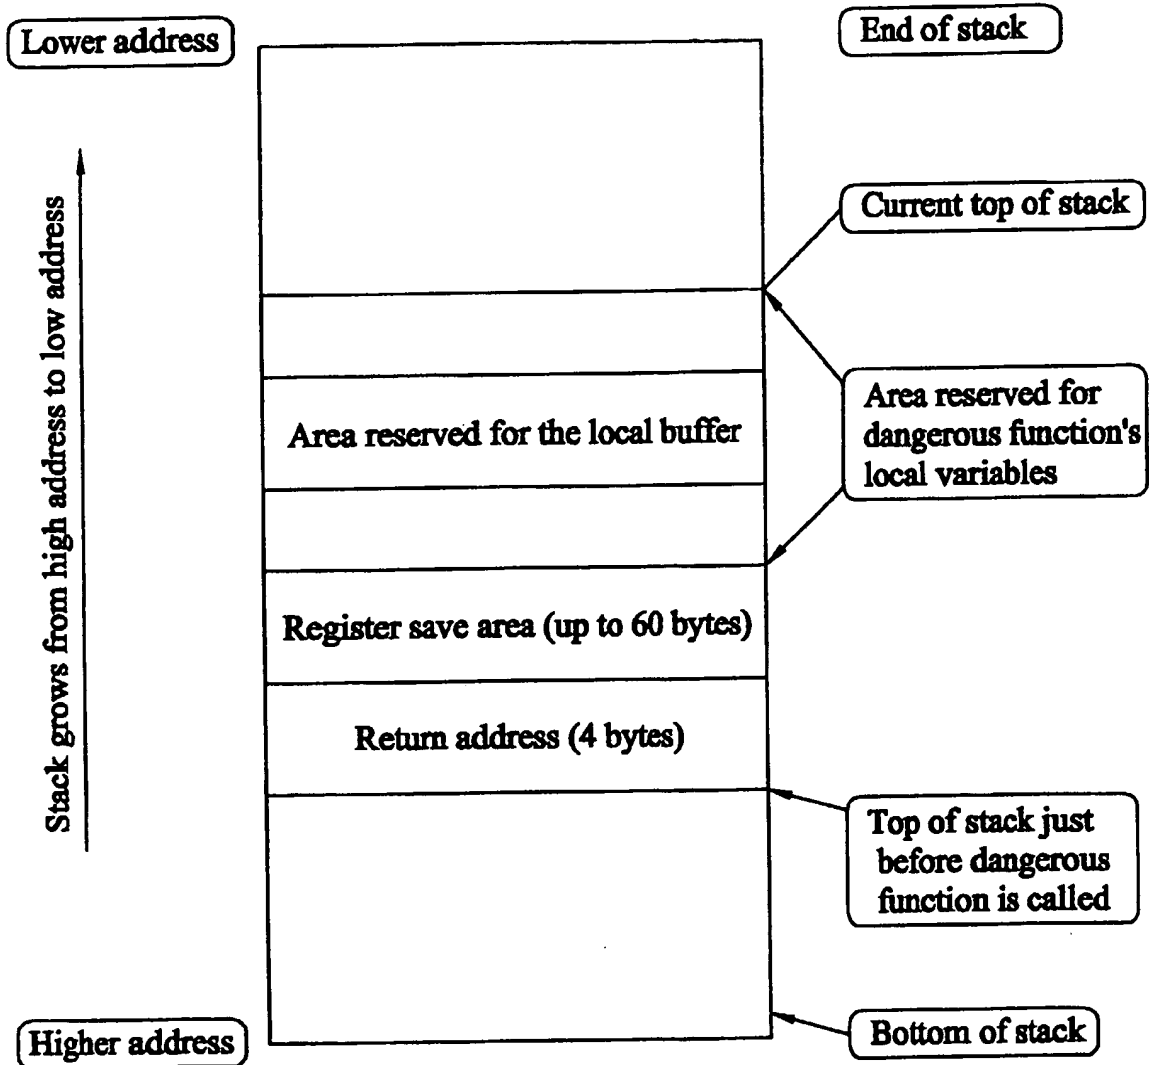 Lower address
End of stack
Stack grows from high address to low address
Current top of stack
Area reserved for
dangerous function's
local variables
Area reserved for the local buffer
Register save area (up to 60 bytes)
Return address (4 bytes)
Top of stack just
before dangerous
function is called
Higher address
Bottom of stack